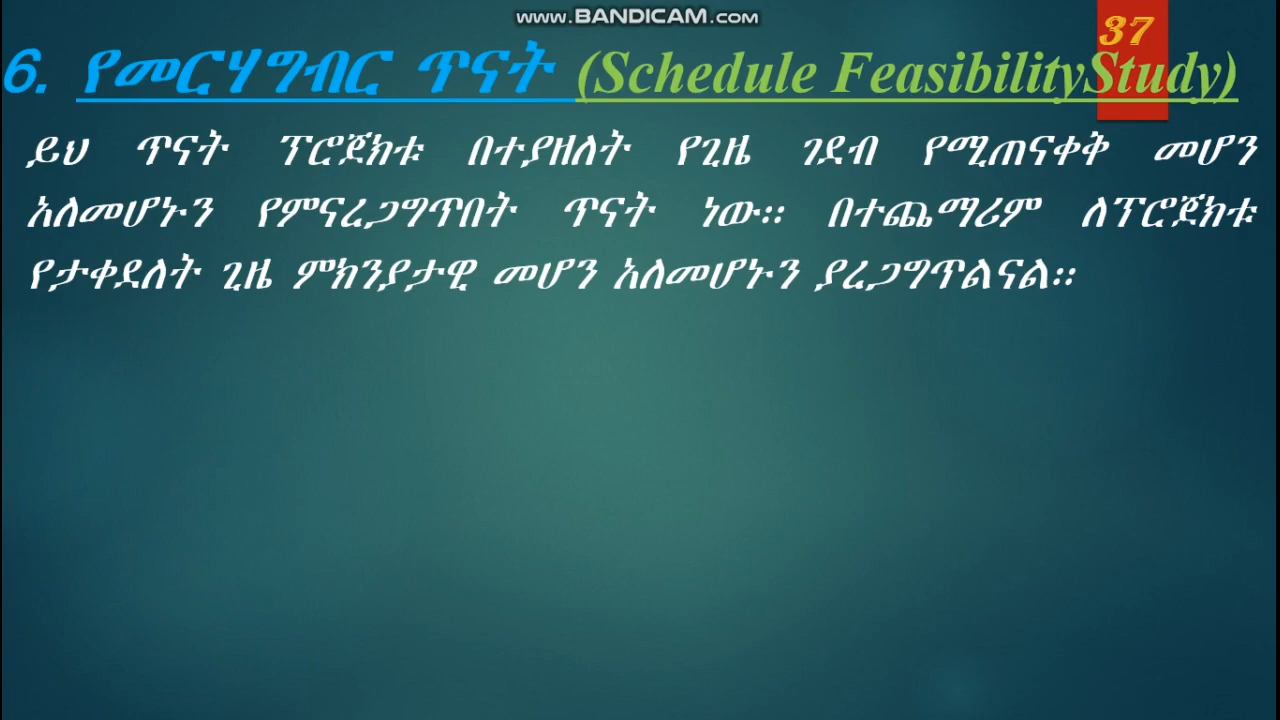 www.BANDICAM.com
37
6. የመርሃግብር ጥናት (Schedule FeasibilityStudy)
ይህ ጥናት ፕሮጀክቱ በተያዘለት የጊዜ ገደብ የሚጠናቀቅ መሆን
አለመሆኑን የምናረጋግጥበት ጥናት ነው፡፡ በተጨማሪም ለፕሮጀክቱ
የታቀደለት ጊዜ ምክንያታዊ መሆን አለመሆኑን ያረጋግጥልናል፡፡